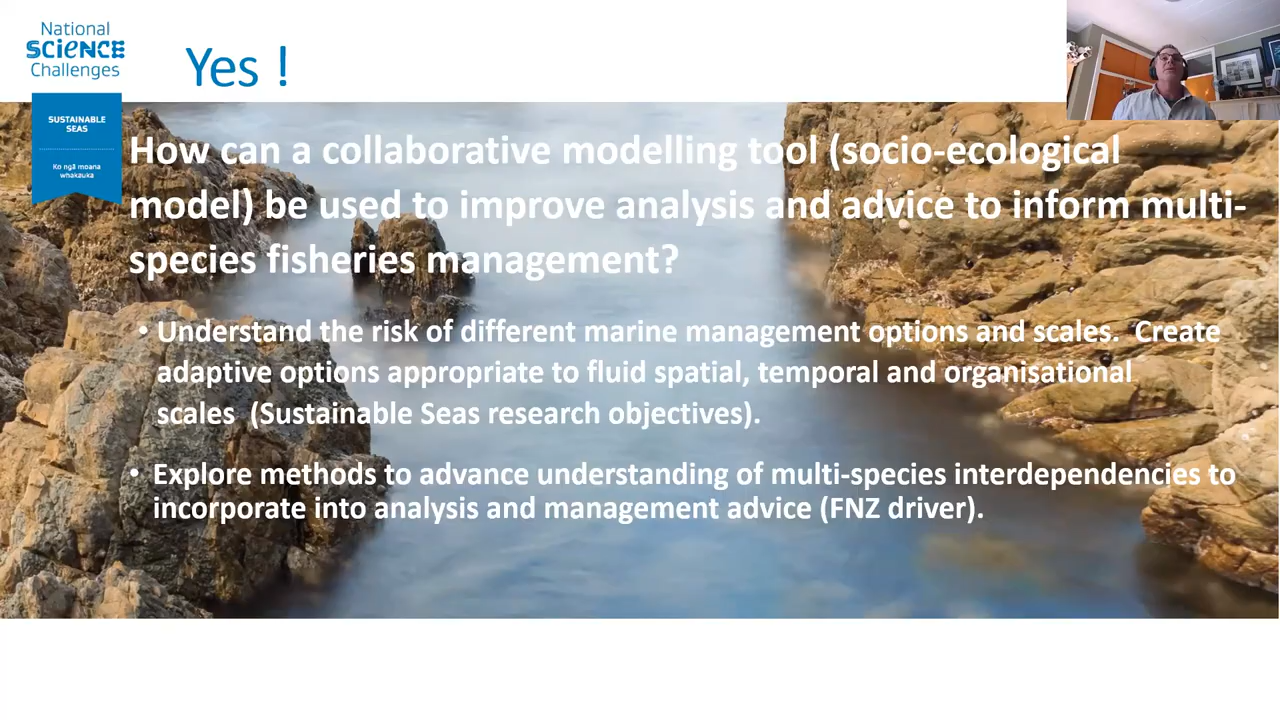 National
SCIENCE
Challenges
SUSTAINABLE
SEAS
Ko ngā moana
whakauka
Yes !
How can a collaborative modelling tool (socio-ecological
model) be used to improve analysis and advice to inform multi-
species fisheries management?
• Understand the risk of different marine management options and scales.  Create
adaptive options appropriate to fluid spatial, temporal and organisational
scales  (Sustainable Seas research objectives).
• Explore methods to advance understanding of multi-species interdependencies to
incorporate into analysis and management advice (FNZ driver).